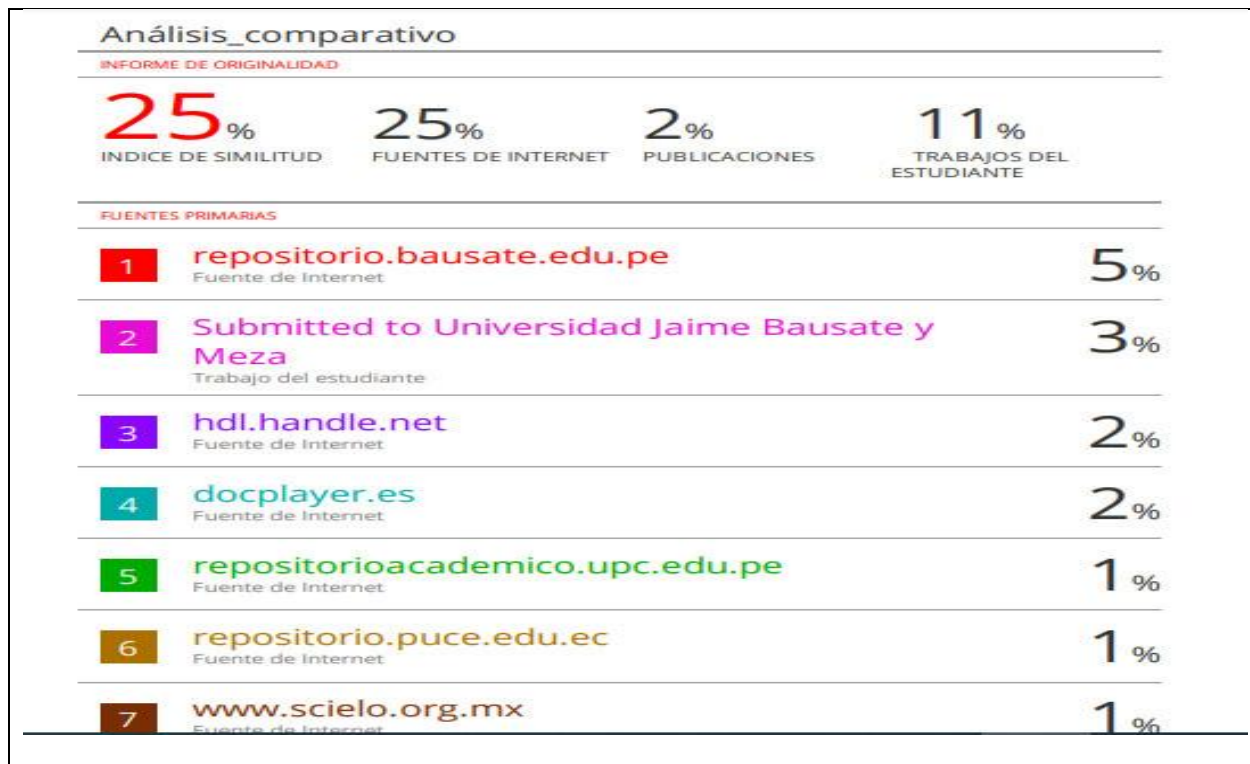 Análisis_comparativo
INFORME DE ORIGINALIDAD
25% 25% 2% 11%
INDICE DE SIMILITUD FUENTES DE INTERNET PUBLICACIONES TRABAJOS DEL
ESTUDIANTE
FUENTES PRIMARIAS
1 repositorio.bausate.edu.pe 5%
Fuente de Internet
2 Submitted to Universidad Jaime Bausate y 3%
Meza
Trabajo del estudiante
3 hdl.handle.net 2%
Fuente de Internet
4 docplayer.es 2%
Fuente de Internet
5 repositorioacademico.upc.edu.pe 1%
Fuente de Internet
6 repositorio.puce.edu.ec 1%
Fuente de Internet
7 www.scielo.org.mx 1%
Fuente de Internet